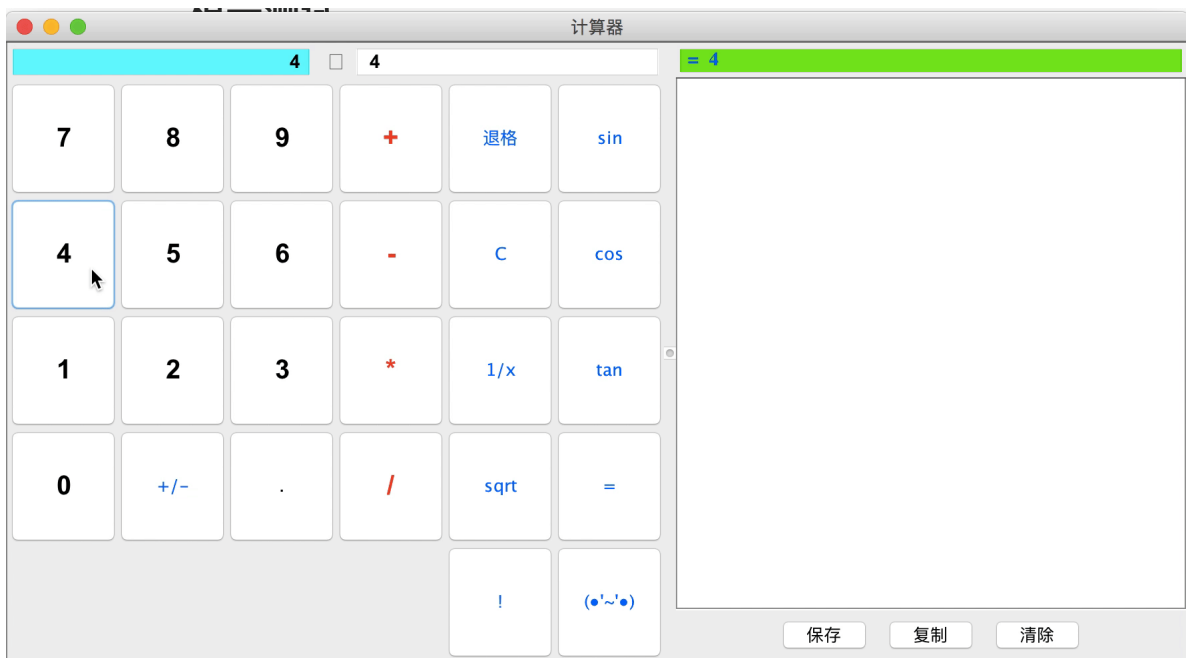 计算器
4 4 = 4
7 8 9 + 退格 sin
4 5 6 - C cos
1 2 3 * 1/x tan
0 +/- . / sqrt =
! (●'~'●)
保存 复制 清除